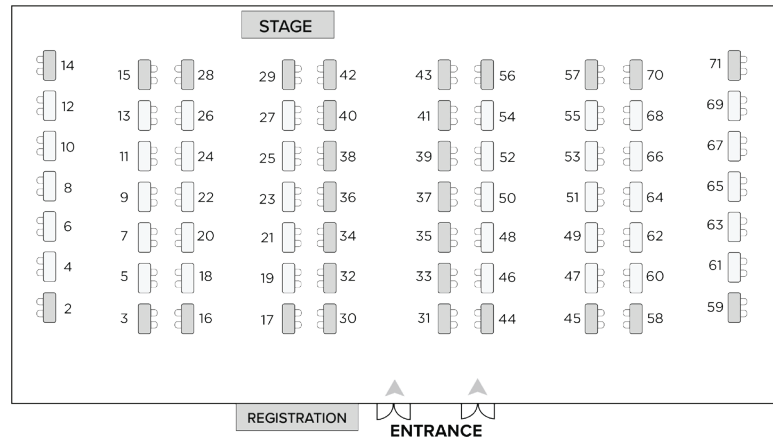 STAGE
14 15 28 29 42 43 56 57 70 71
12 13 26 27 40 41 54 55 68 69
10 11 24 25 38 39 52 53 66 67
8 9 22 23 36 37 50 51 64 65
6 7 20 21 34 35 48 49 62 63
4 5 18 19 32 33 46 47 60 61
2 3 16 17 30 31 44 45 58 59
REGISTRATION
ENTRANCE